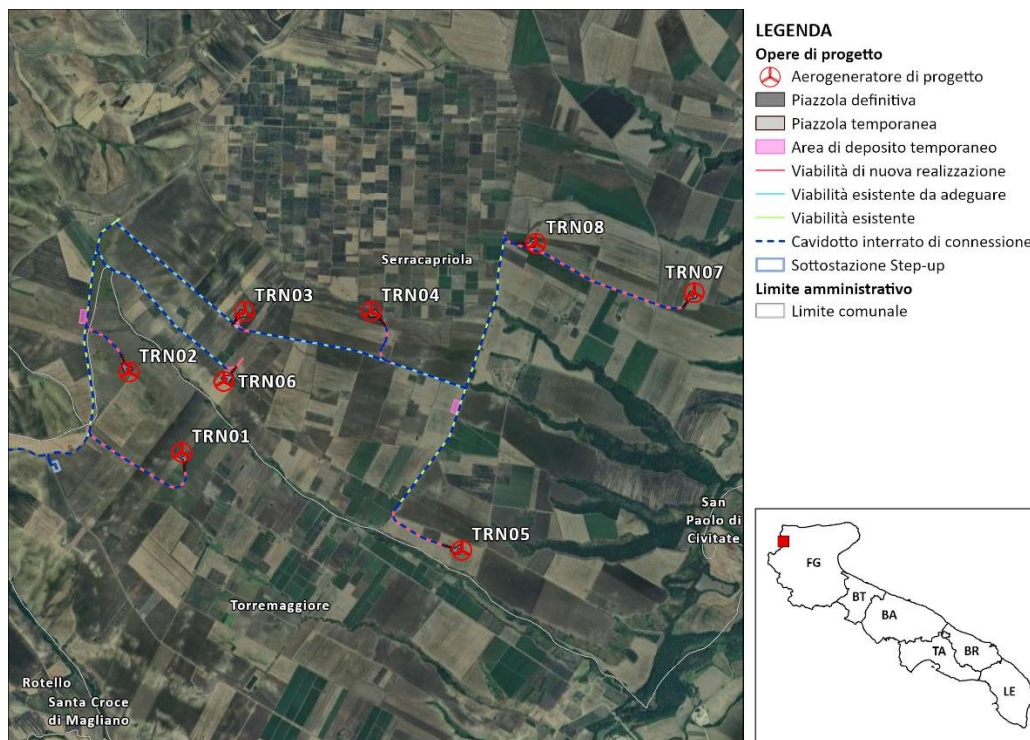 TRN08
Serracapriola
TRN07
TRN03
TRN04
TRN02
TRN06
TRN01
San
Paolo di
Civitate
TRN05
Torremaggiore
Rotello
Santa Croce
di Magliano
LEGENDA
Opere di progetto
Aerogeneratore di progetto
Piazzola definitiva
Piazzola temporanea
Area di deposito temporaneo
Viabilità di nuova realizzazione
Viabilità esistente da adeguare
Viabilità esistente
Cavidotto interrato di connessione
Sottostazione Step-up
Limite amministrativo
Limite comunale
FG
BT
BA
TA
BR
LE